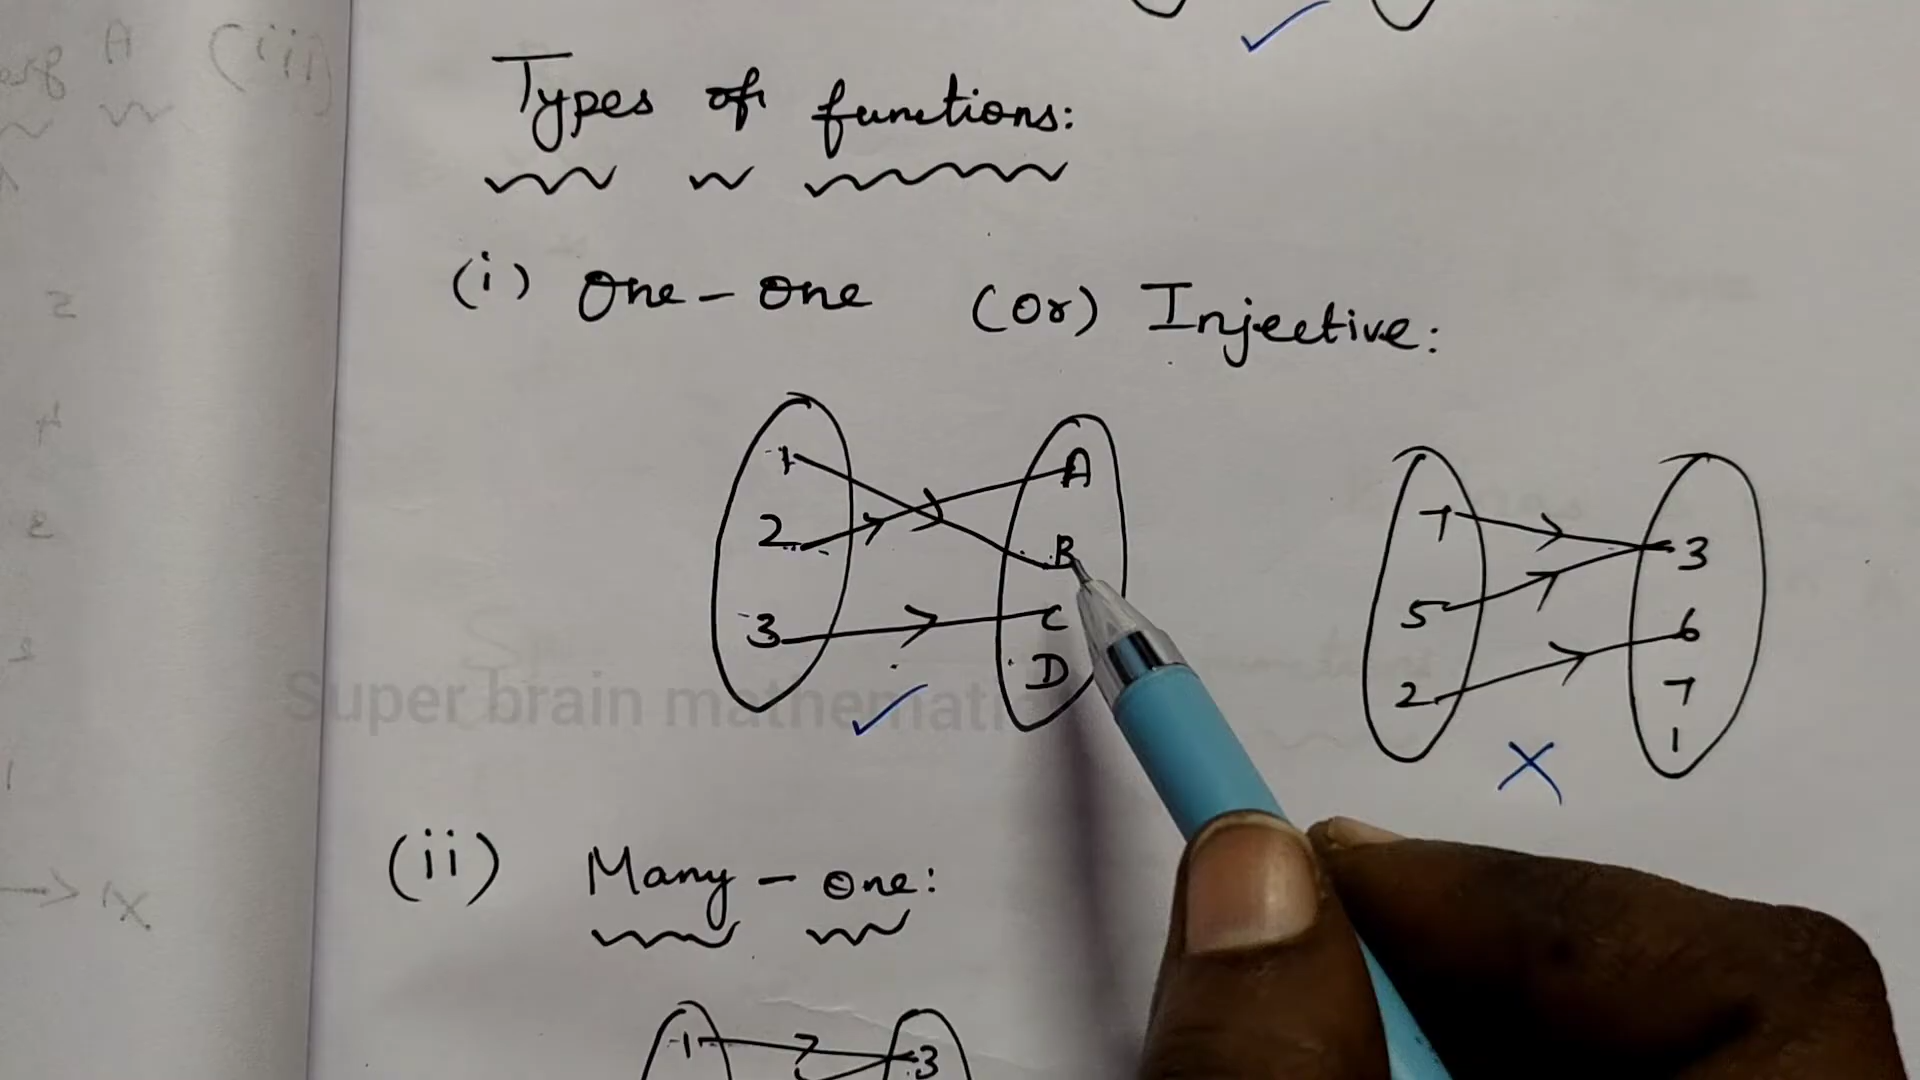 Types of functions:
(i) One-one (or) Injective:
1
2
3
A
B
C
D
7
5
2
3
6
7
1
X
Super brain mathemati
(ii) Many-one:
1
3